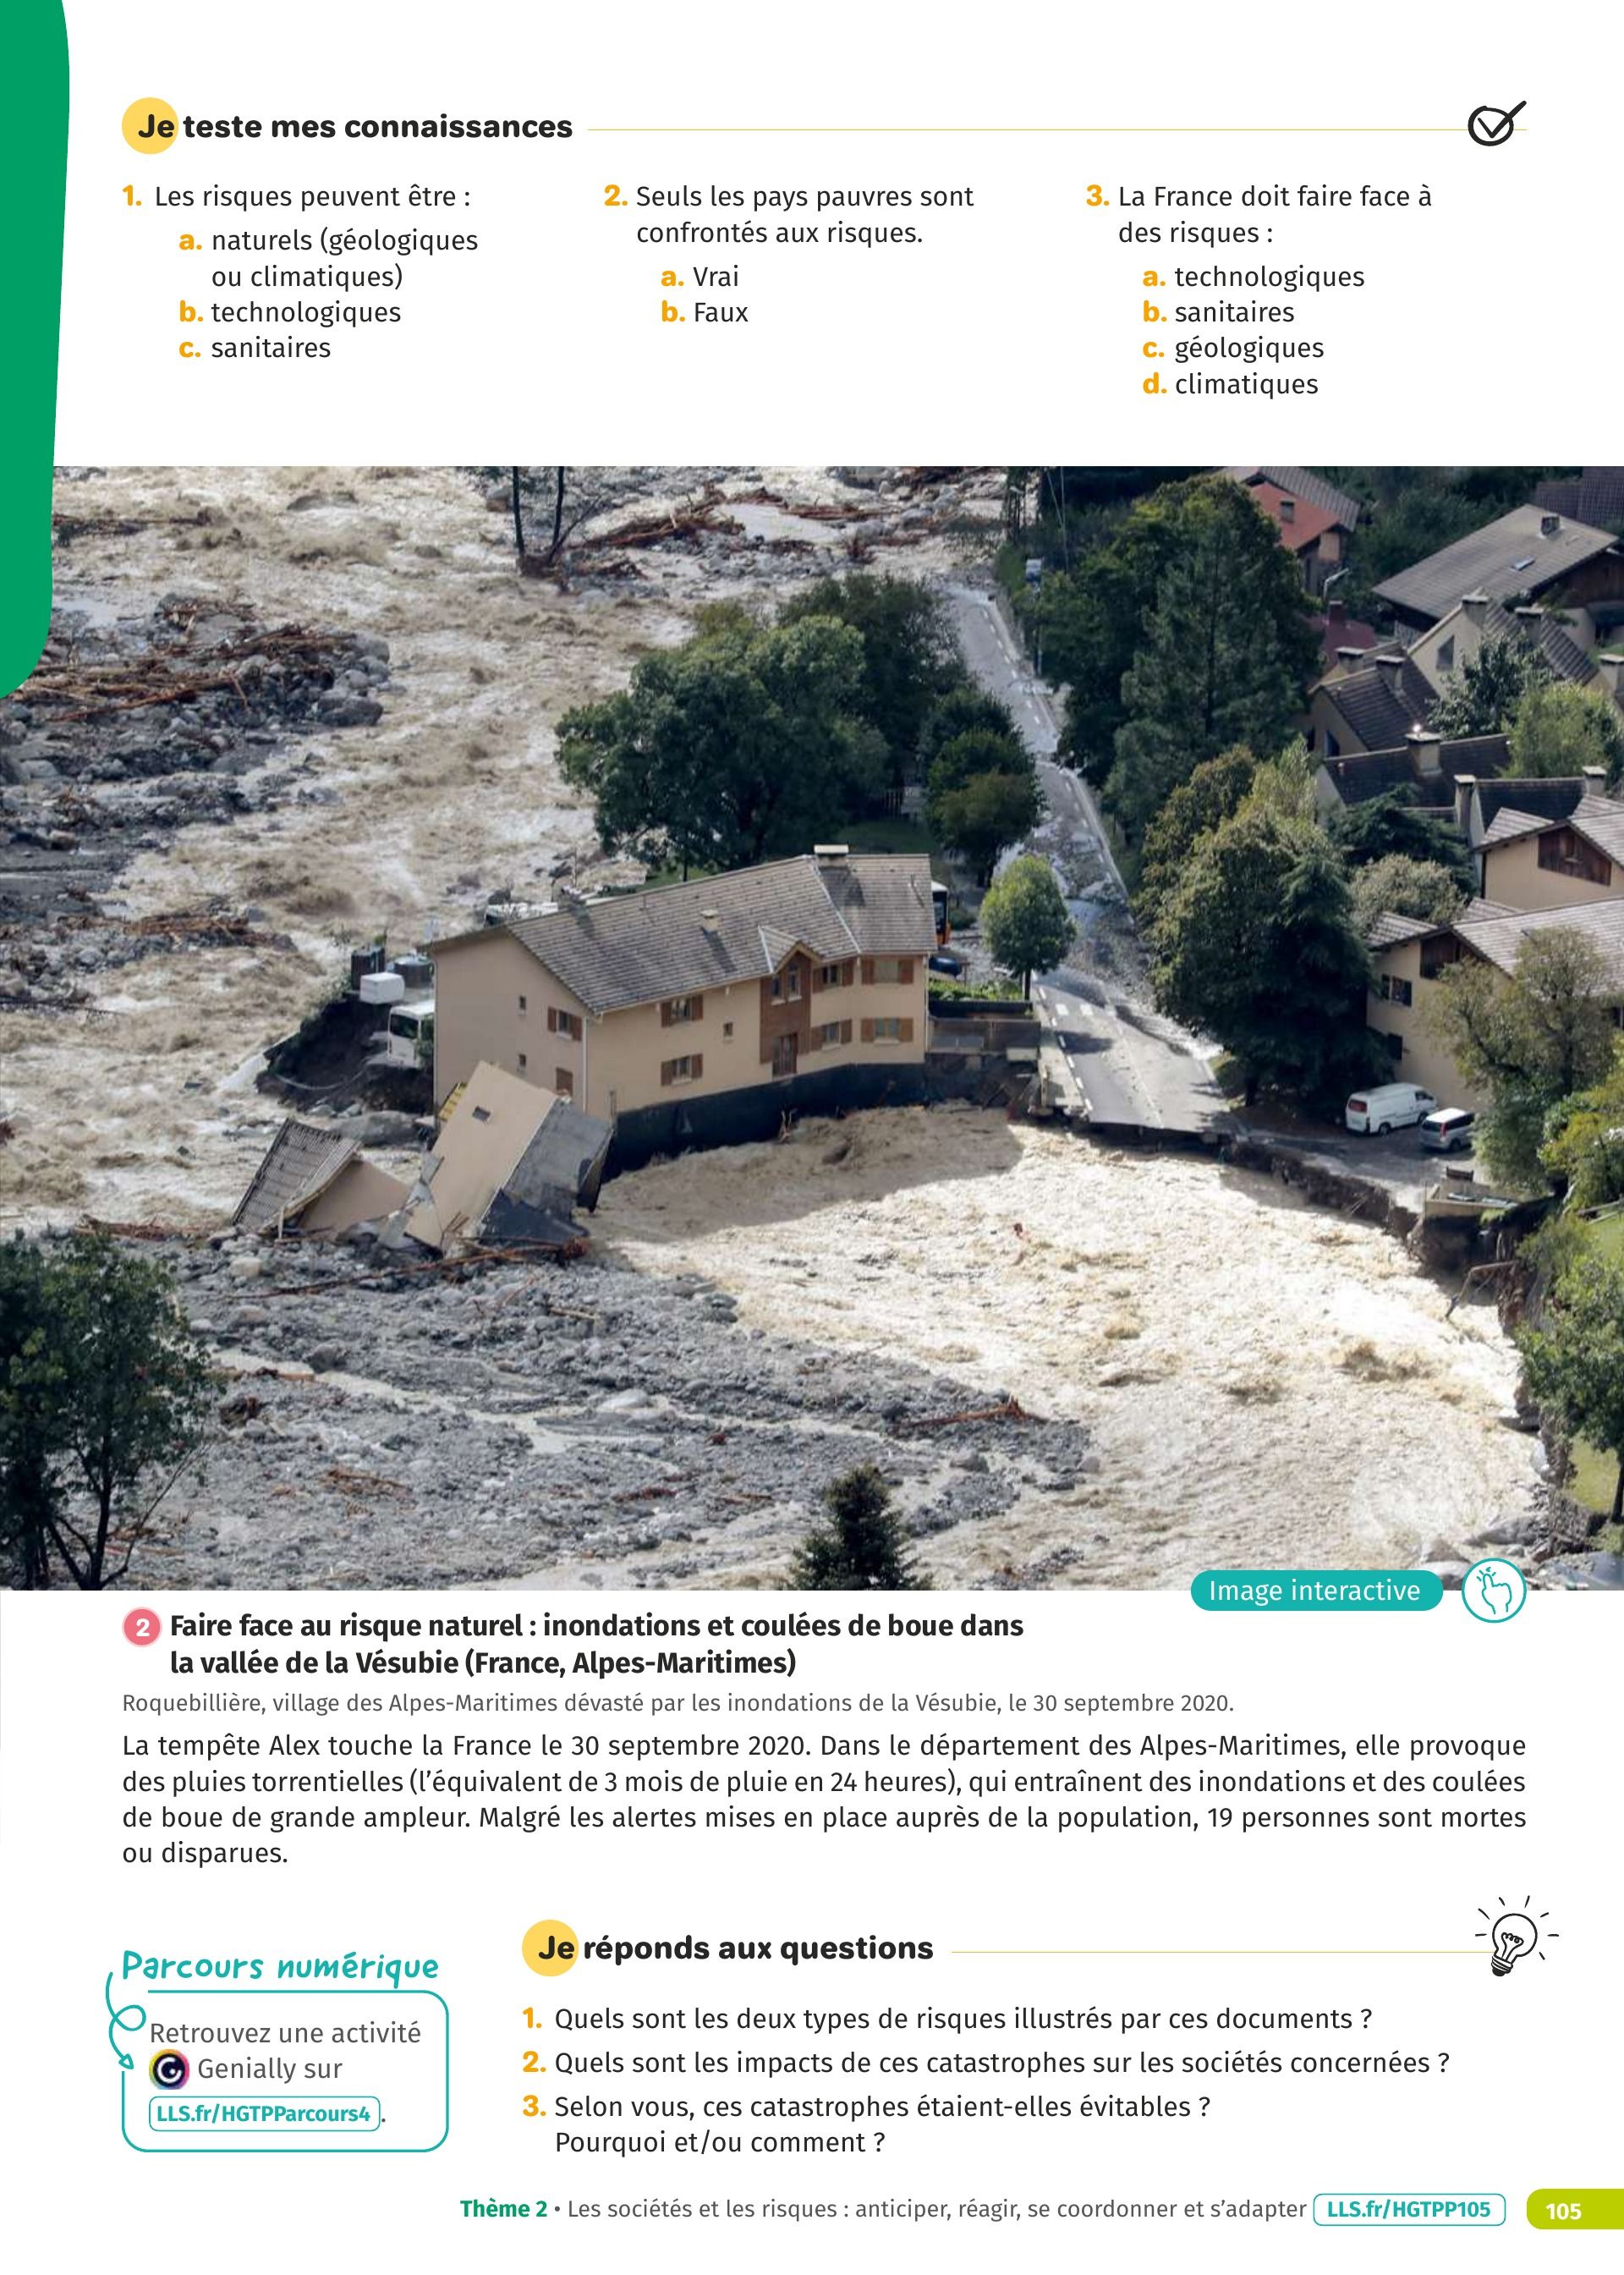 Je teste mes connaissances
1. Les risques peuvent être :
a. naturels (géologiques
ou climatiques)
b. technologiques
c. sanitaires
2. Seuls les pays pauvres sont
confrontés aux risques.
a. Vrai
b. Faux
3. La France doit faire face à
des risques :
a. technologiques
b. sanitaires
c. géologiques
d. climatiques
Image interactive
2 Faire face au risque naturel : inondations et coulées de boue dans
la vallée de la Vésubie (France, Alpes-Maritimes)
Roquebillière, village des Alpes-Maritimes dévasté par les inondations de la Vésubie, le 30 septembre 2020.
La tempête Alex touche la France le 30 septembre 2020. Dans le département des Alpes-Maritimes, elle provoque
des pluies torrentielles (l’équivalent de 3 mois de pluie en 24 heures), qui entraînent des inondations et des coulées
de boue de grande ampleur. Malgré les alertes mises en place auprès de la population, 19 personnes sont mortes
ou disparues.
Parcours numérique
Retrouvez une activité
Genially sur
LLS.fr/HGTPParcours4.
Je réponds aux questions
1. Quels sont les deux types de risques illustrés par ces documents ?
2. Quels sont les impacts de ces catastrophes sur les sociétés concernées ?
3. Selon vous, ces catastrophes étaient-elles évitables ?
Pourquoi et/ou comment ?
Thème 2 • Les sociétés et les risques : anticiper, réagir, se coordonner et s’adapter LLS.fr/HGTPP105 105